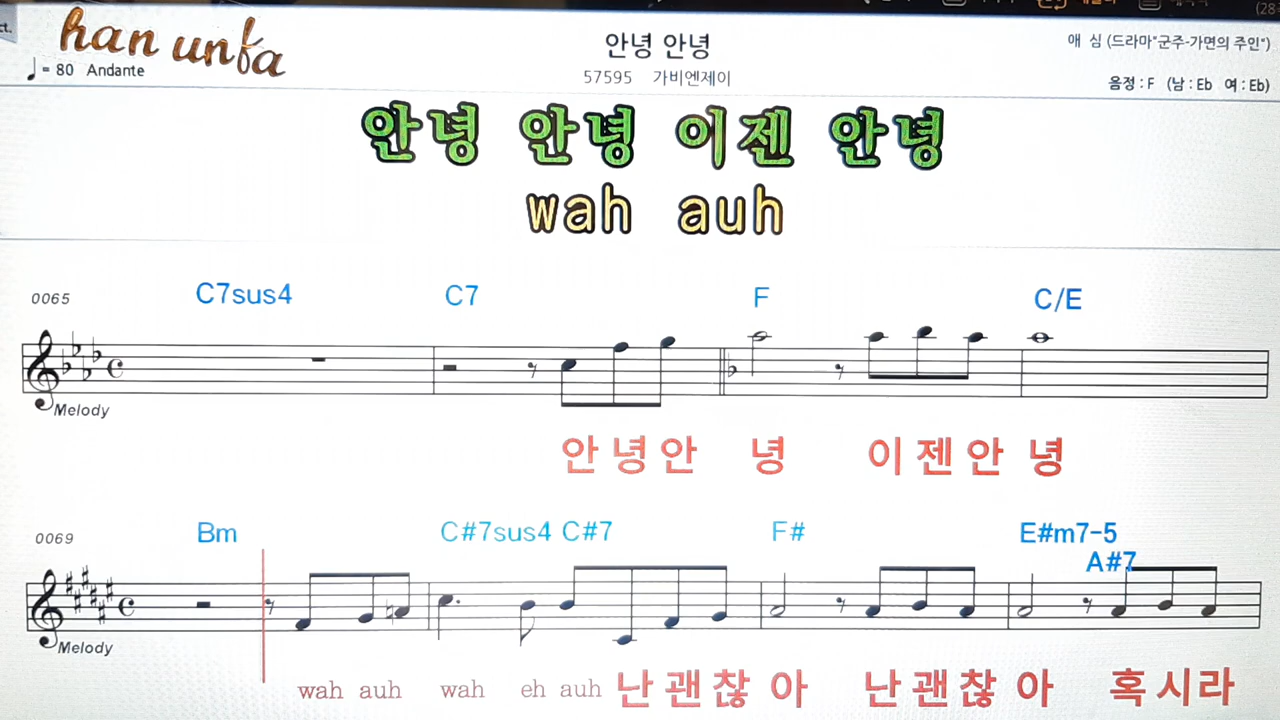 han unfa
안녕 안녕
애 심 (드라마"군주-가면의 주인")
= 80 Andante
57595 가비엔제이
음정 : F (남 : Eb 여 : Eb)
안녕 안녕 이젠 안녕
wah auh
0065 C7sus4 C7 F C/E
Melody
안 녕 안 녕 이 젠 안 녕
0069 Bm C#7sus4 C#7 F# E#m7-5
A#7
Melody
wah auh wah eh auh 난 괜 찮 아 난 괜 찮 아 혹 시 라